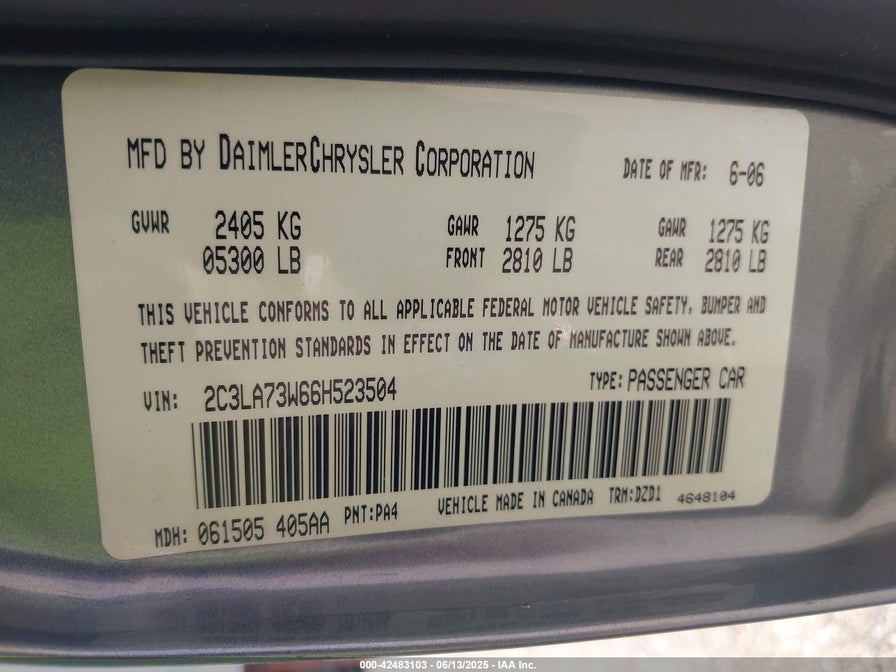 MFD BY DAIMLERCHRYSLER CORPORATION DATE OF MFR: 6-06
GVWR 2405 KG GAWR 1275 KG GAWR 1275 KG
05300 LB FRONT 2810 LB REAR 2810 LB
THIS VEHICLE CONFORMS TO ALL APPLICABLE FEDERAL MOTOR VEHICLE SAFETY, BUMPER AND
THEFT PREVENTION STANDARDS IN EFFECT ON THE DATE OF MANUFACTURE SHOWN ABOVE.
VIN: 2C3LA73W66H523504 TYPE: PASSENGER CAR
MDH: 061505 405AA PNT:PA4 VEHICLE MADE IN CANADA TRM:DZD1 4648104
000-42483103 - 06/13/2025 - IAA Inc.